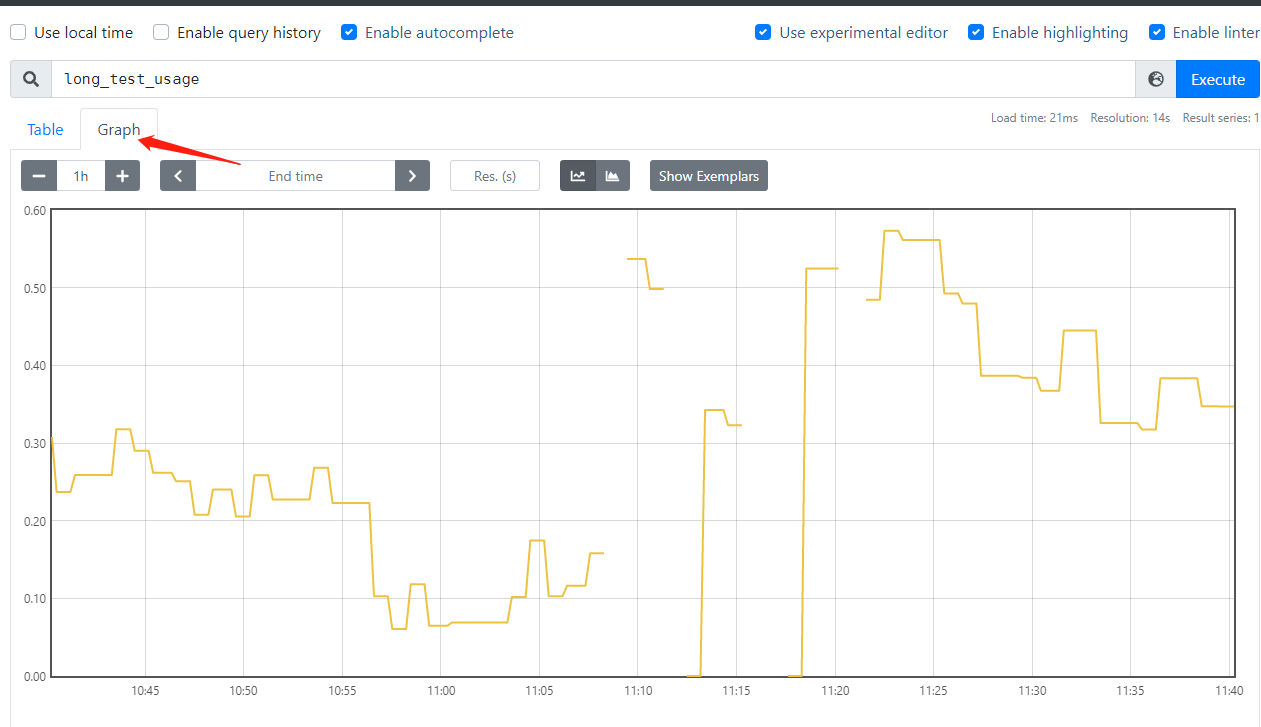 Use local time Enable query history Enable autocomplete Use experimental editor Enable highlighting Enable linter
long_test_usage Execute
Table Graph Load time: 21ms Resolution: 14s Result series: 1
1h End time Res. (s) Show Exemplars
0.60
0.50
0.40
0.30
0.20
0.10
0.00
10:45 10:50 10:55 11:00 11:05 11:10 11:15 11:20 11:25 11:30 11:35 11:40